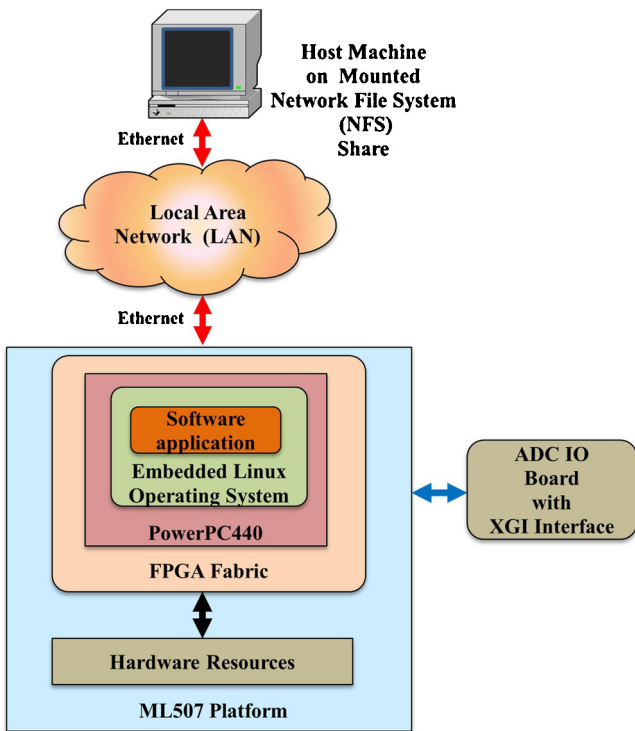 Host Machine
on Mounted
Network File System
(NFS)
Share
Ethernet
Local Area
Network (LAN)
Ethernet
Software
application
Embedded Linux
Operating System
PowerPC440
FPGA Fabric
Hardware Resources
ML507 Platform
ADC IO
Board
with
XGI Interface